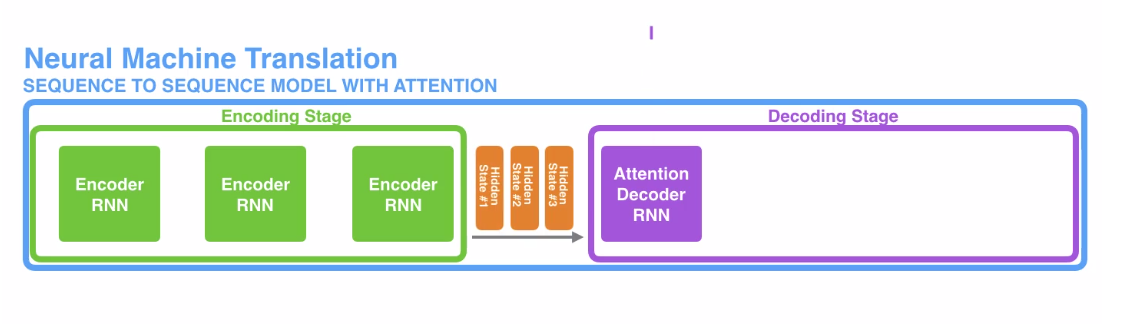 I
Neural Machine Translation
SEQUENCE TO SEQUENCE MODEL WITH ATTENTION
Encoding Stage
Decoding Stage
Encoder
RNN
Encoder
RNN
Encoder
RNN
Hidden
State #1
Hidden
State #2
Hidden
State #3
Attention
Decoder
RNN